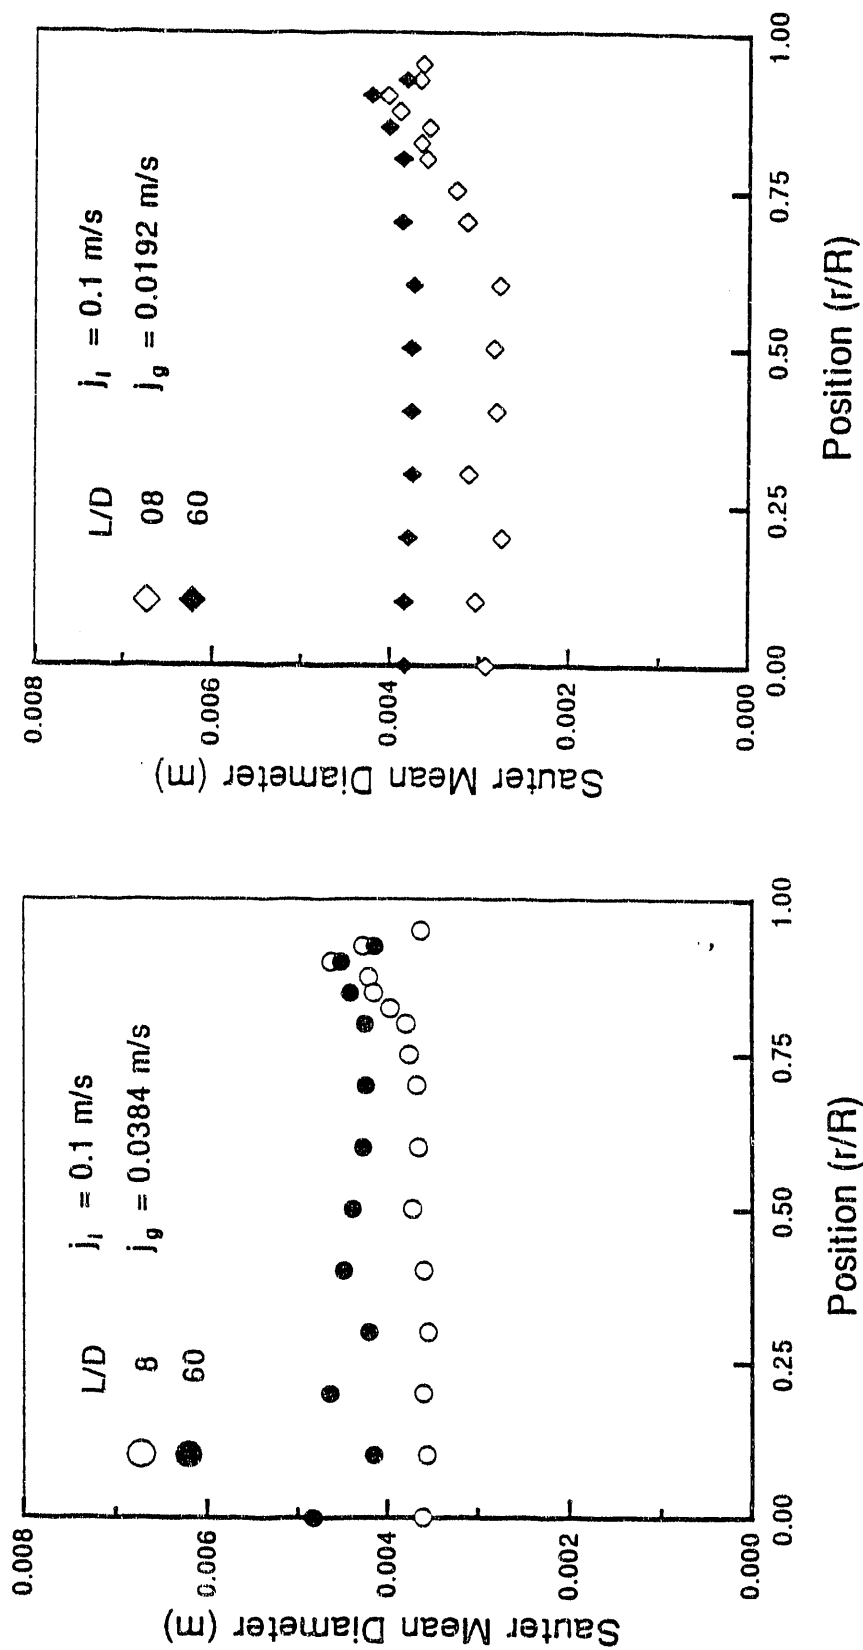 L/D
8
60
j_l = 0.1 m/s
j_g = 0.0384 m/s
Sauter Mean Diameter (m)
0.008
0.006
0.004
0.002
0.000
0.00
0.25
0.50
0.75
1.00
Position (r/R)
L/D
08
60
j_l = 0.1 m/s
j_g = 0.0192 m/s
Sauter Mean Diameter (m)
0.008
0.006
0.004
0.002
0.000
0.00
0.25
0.50
0.75
1.00
Position (r/R)